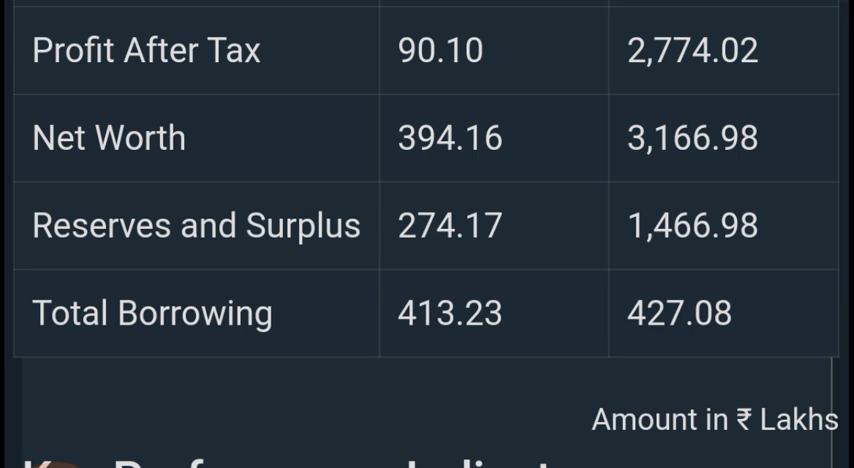 Profit After Tax 90.10 2,774.02
Net Worth 394.16 3,166.98
Reserves and Surplus 274.17 1,466.98
Total Borrowing 413.23 427.08
Amount in ₹ Lakhs